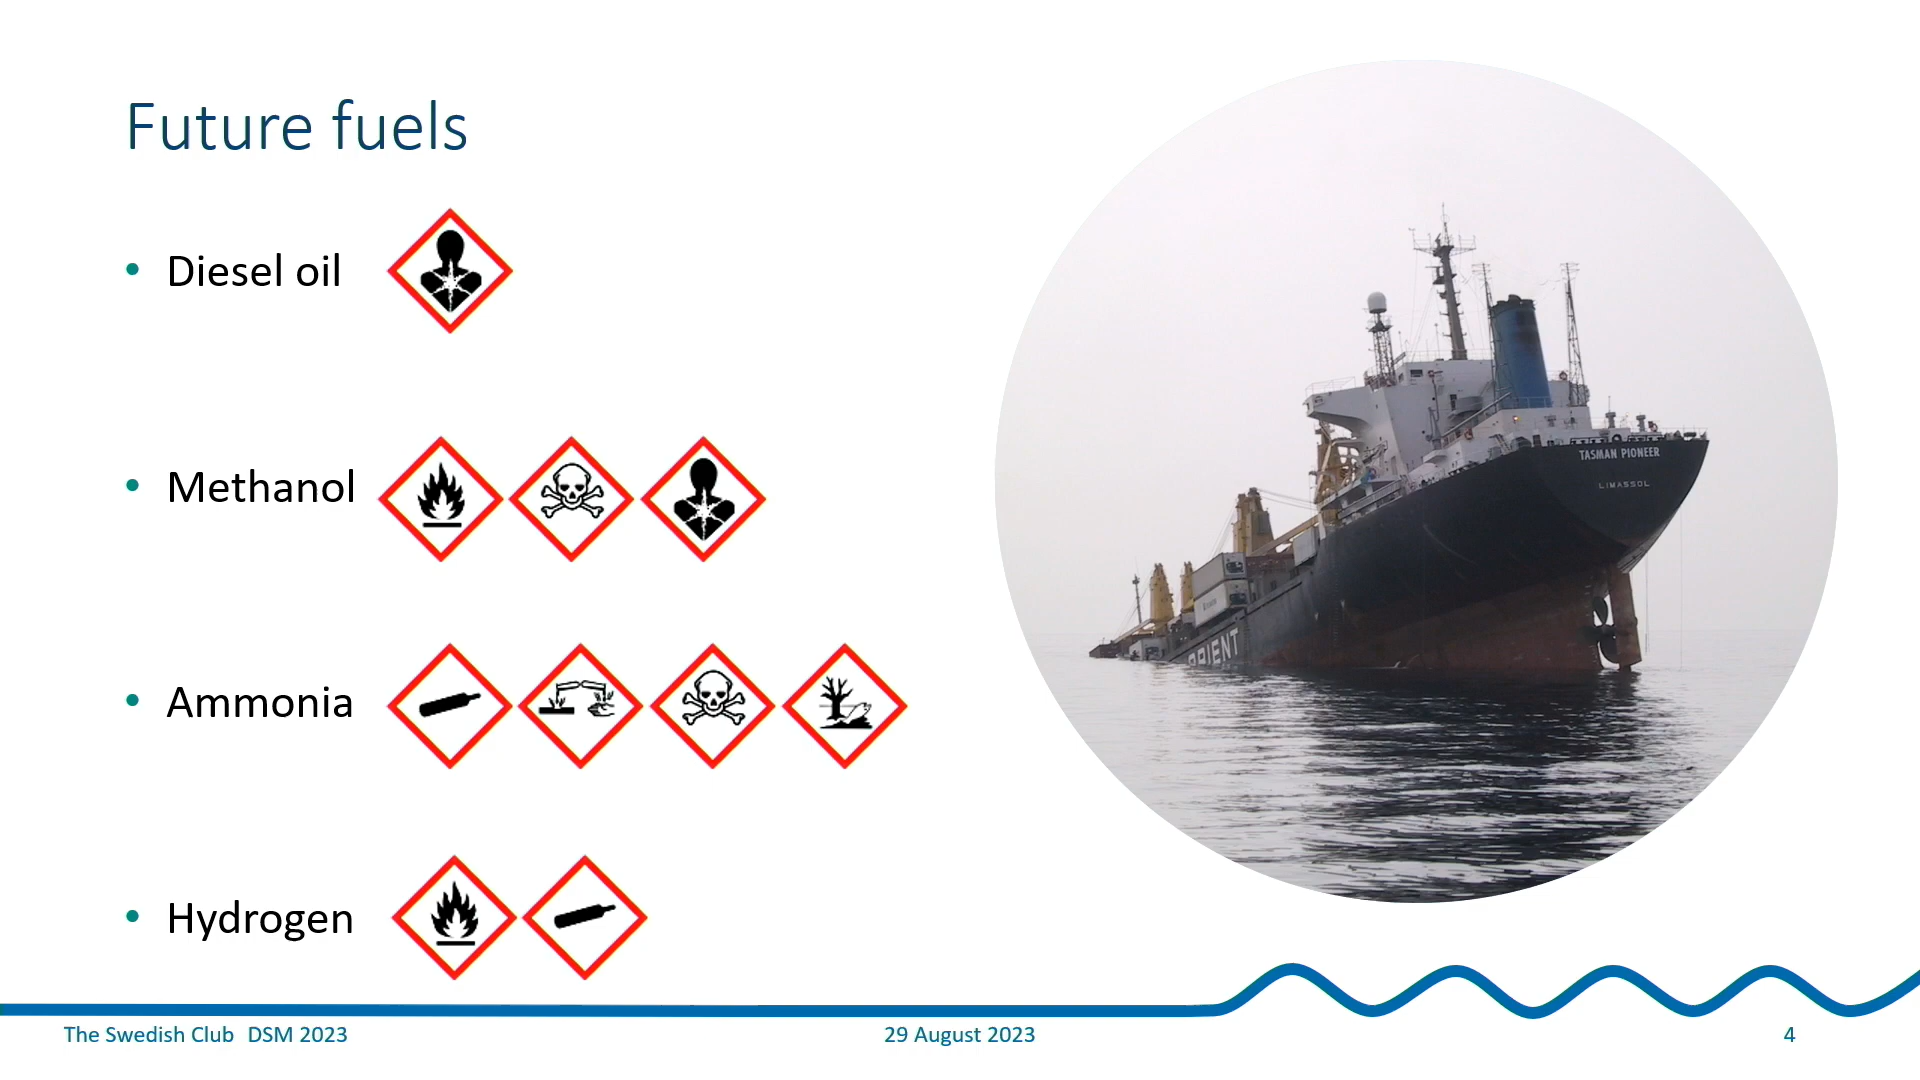 Future fuels
• Diesel oil
• Methanol
• Ammonia
• Hydrogen
TASMAN PIONEER
LIMASSOL
ORIENT
The Swedish Club DSM 2023
29 August 2023
4